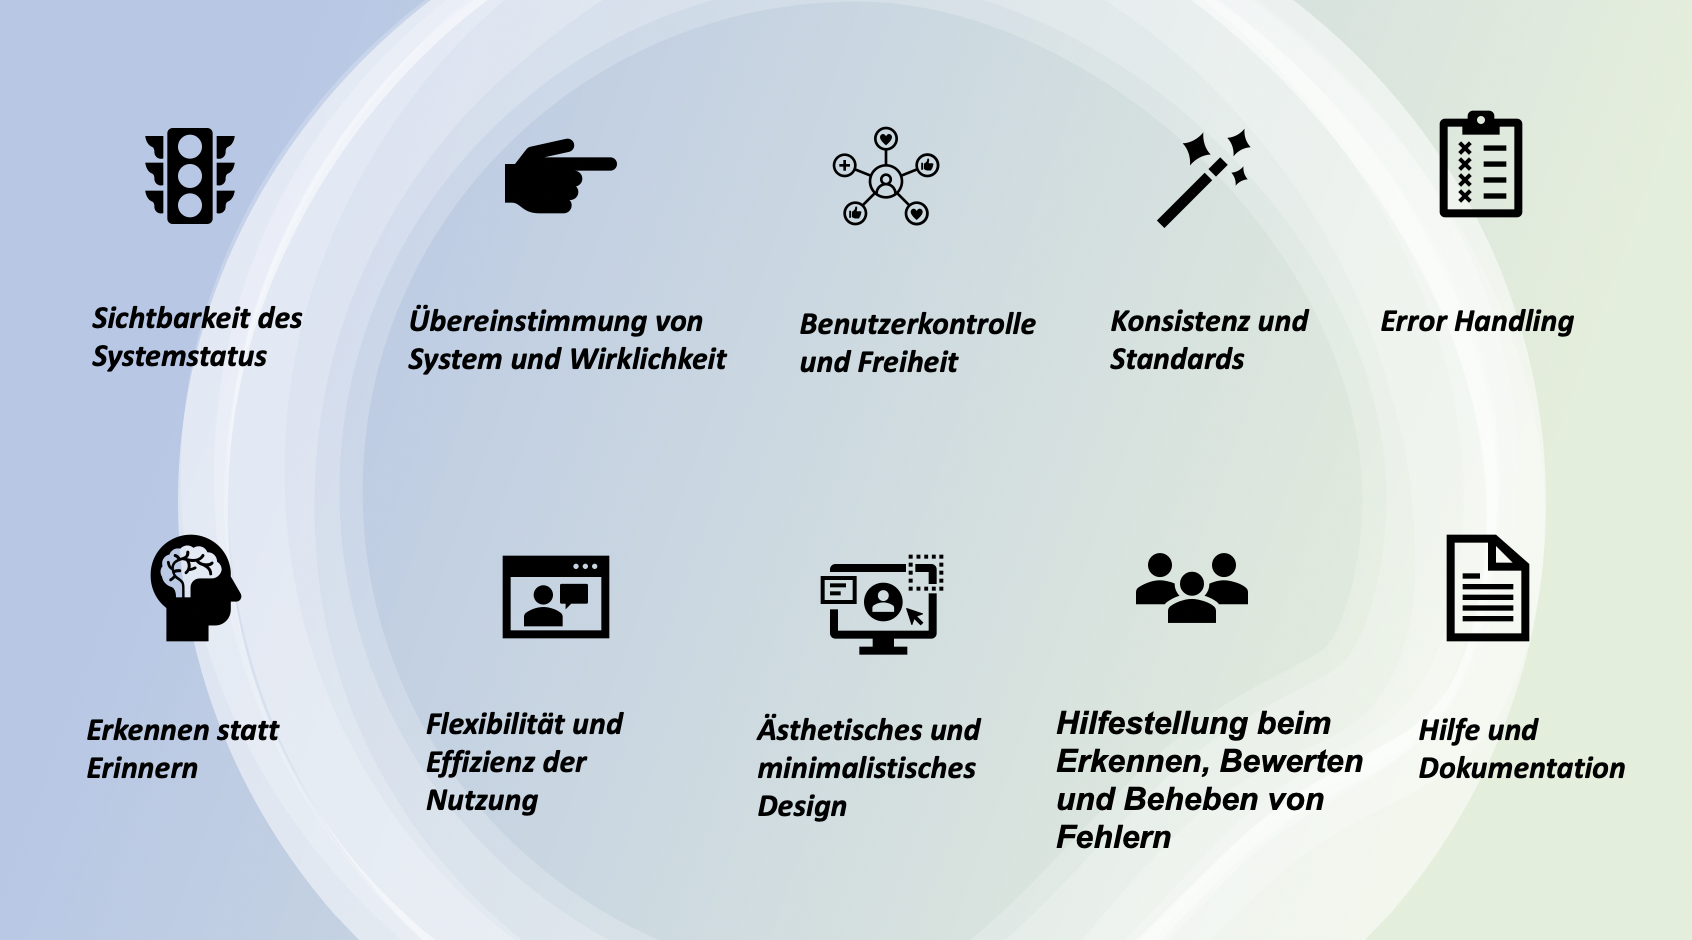 Sichtbarkeit des
Systemstatus
Übereinstimmung von
System und Wirklichkeit
Benutzerkontrolle
und Freiheit
Konsistenz und
Standards
Error Handling
Erkennen statt
Erinnern
Flexibilität und
Effizienz der
Nutzung
Ästhetisches und
minimalistisches
Design
Hilfestellung beim
Erkennen, Bewerten
und Beheben von
Fehlern
Hilfe und
Dokumentation